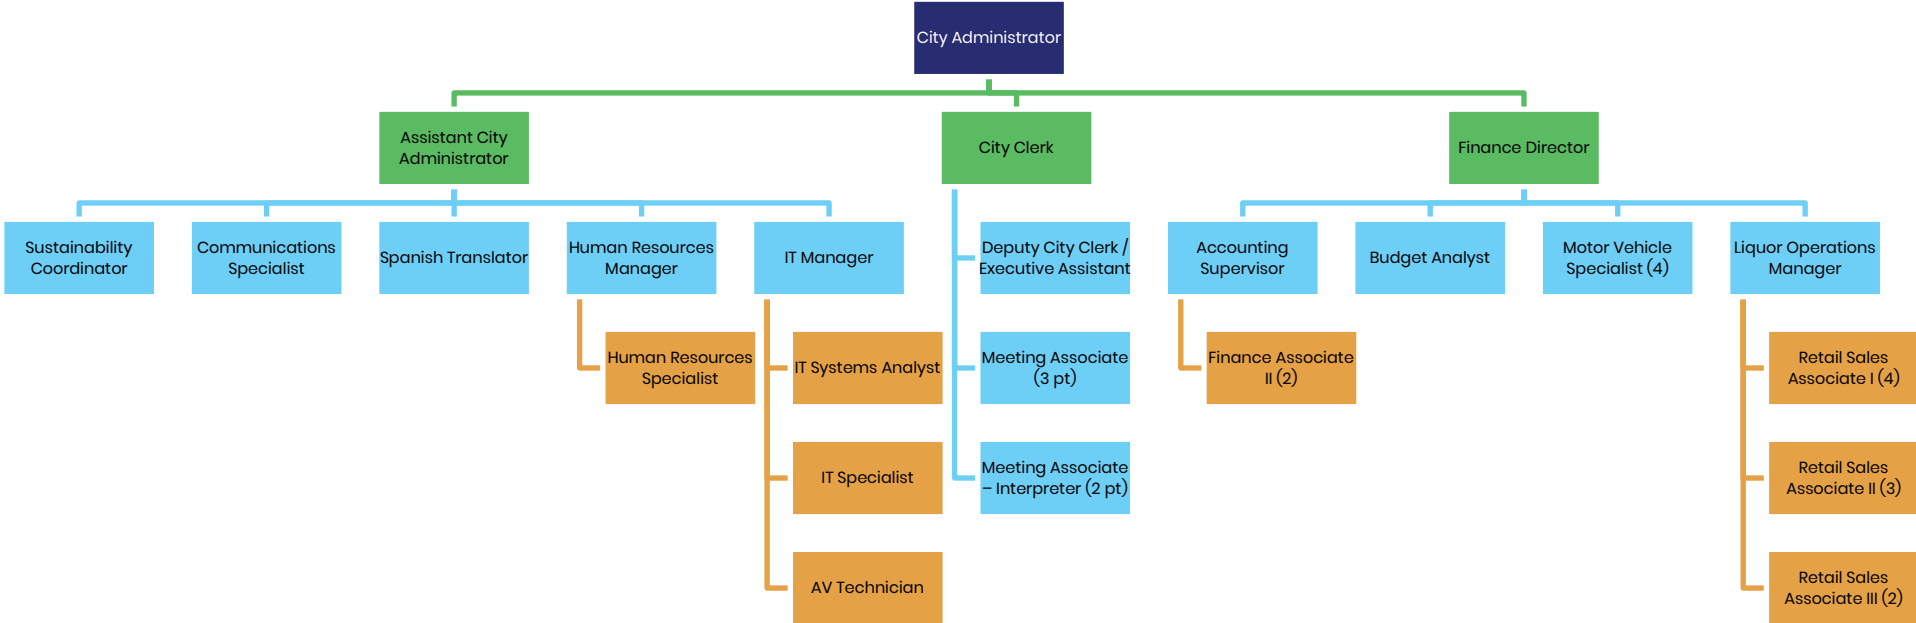 City Administrator
Assistant City
Administrator
City Clerk
Finance Director
Sustainability
Coordinator
Communications
Specialist
Spanish Translator
Human Resources
Manager
IT Manager
Deputy City Clerk /
Executive Assistant
Accounting
Supervisor
Budget Analyst
Motor Vehicle
Specialist (4)
Liquor Operations
Manager
Human Resources
Specialist
IT Systems Analyst
Meeting Associate
(3 pt)
Finance Associate
II (2)
Retail Sales
Associate I (4)
IT Specialist
Meeting Associate
– Interpreter (2 pt)
Retail Sales
Associate II (3)
AV Technician
Retail Sales
Associate III (2)